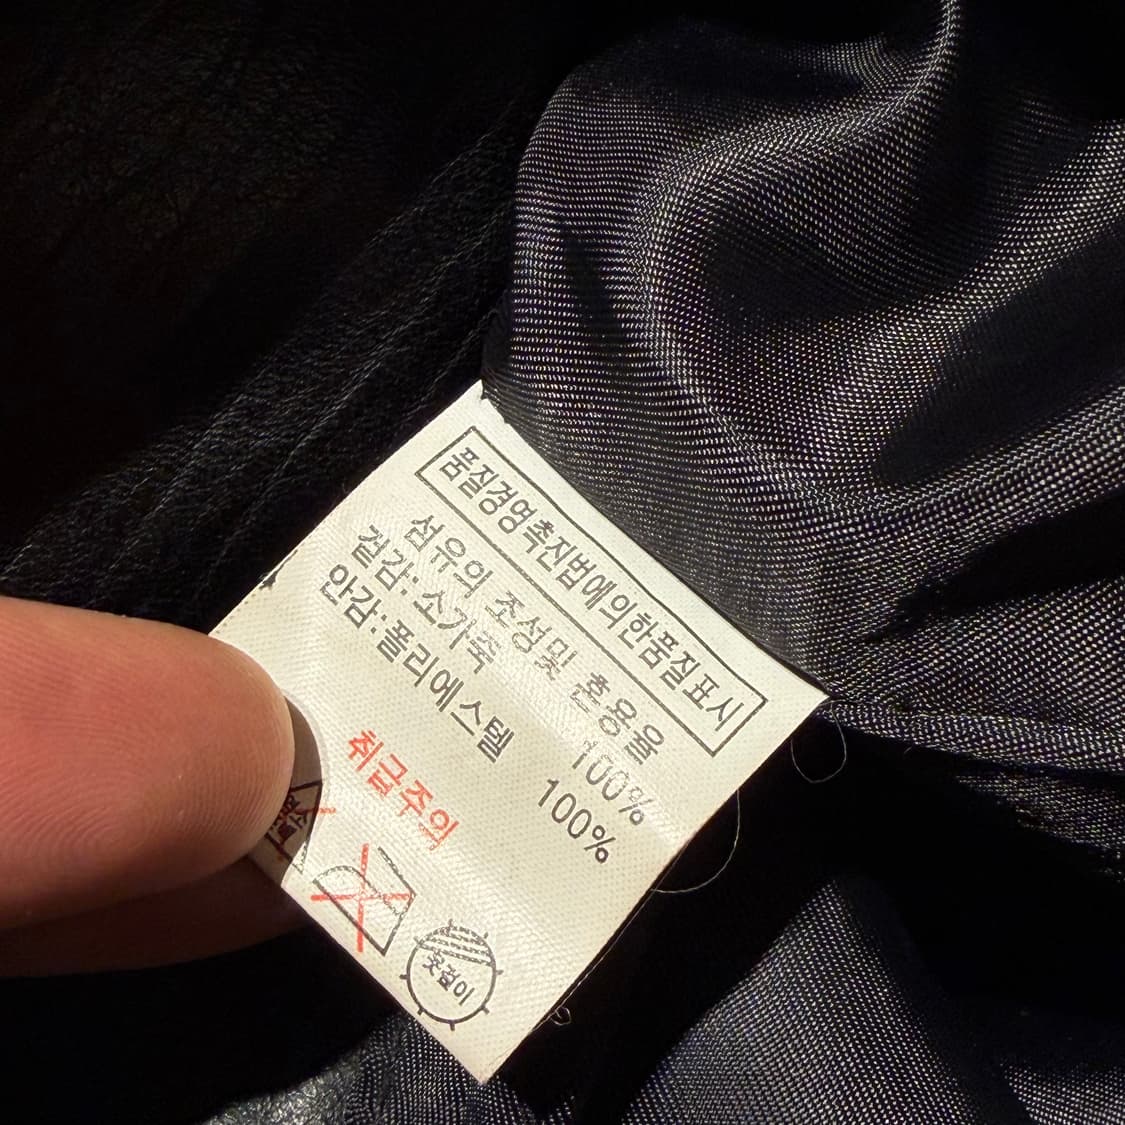 품질경영촉진법에의한품질표시
섬유의 조성및 혼용율
겉감:소가죽 100%
안감:폴리에스텔 100%
취급주의
옷걸이